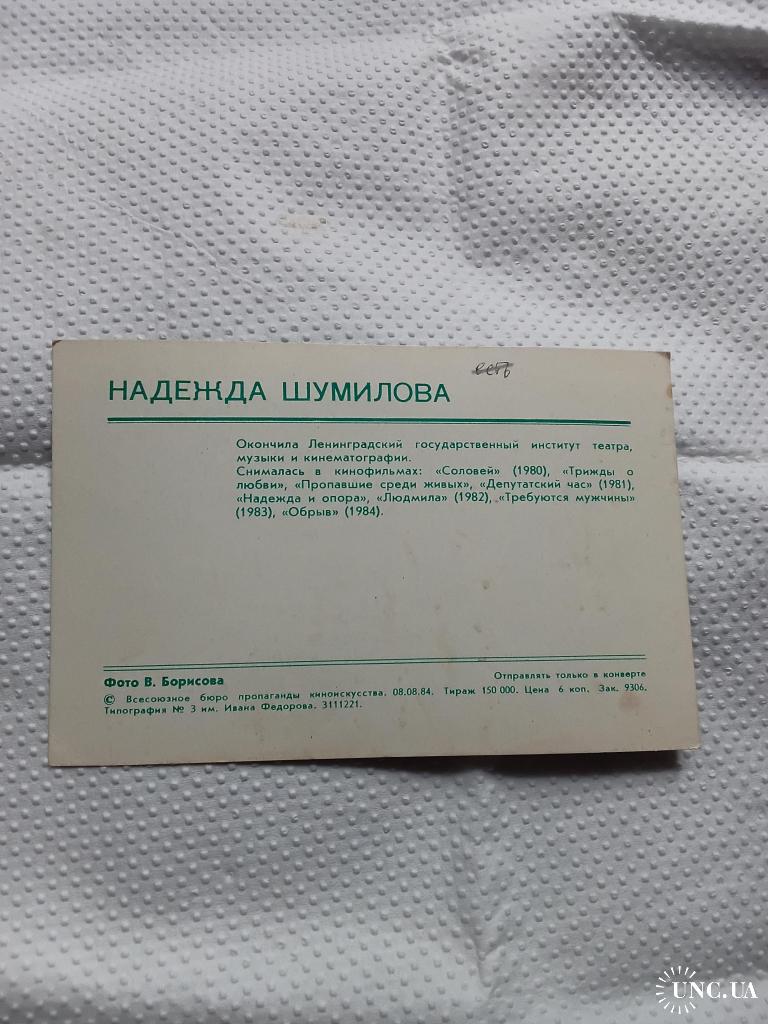 есть
НАДЕЖДА ШУМИЛОВА
Окончила Ленинградский государственный институт театра,
музыки и кинематографии.
Снималась в кинофильмах: «Соловей» (1980), «Трижды о
любви», «Пропавшие среди живых», «Депутатский час» (1981),
«Надежда и опора», «Людмила» (1982), «Требуются мужчины»
(1983), «Обрыв» (1984).
Фото В. Борисова
Отправлять только в конверте
© Всесоюзное бюро пропаганды киноискусства. 08.08.84. Тираж 150 000. Цена 6 коп. Зак. 9306.
Типография № 3 им. Ивана Федорова. 3111221.
UNC.UA